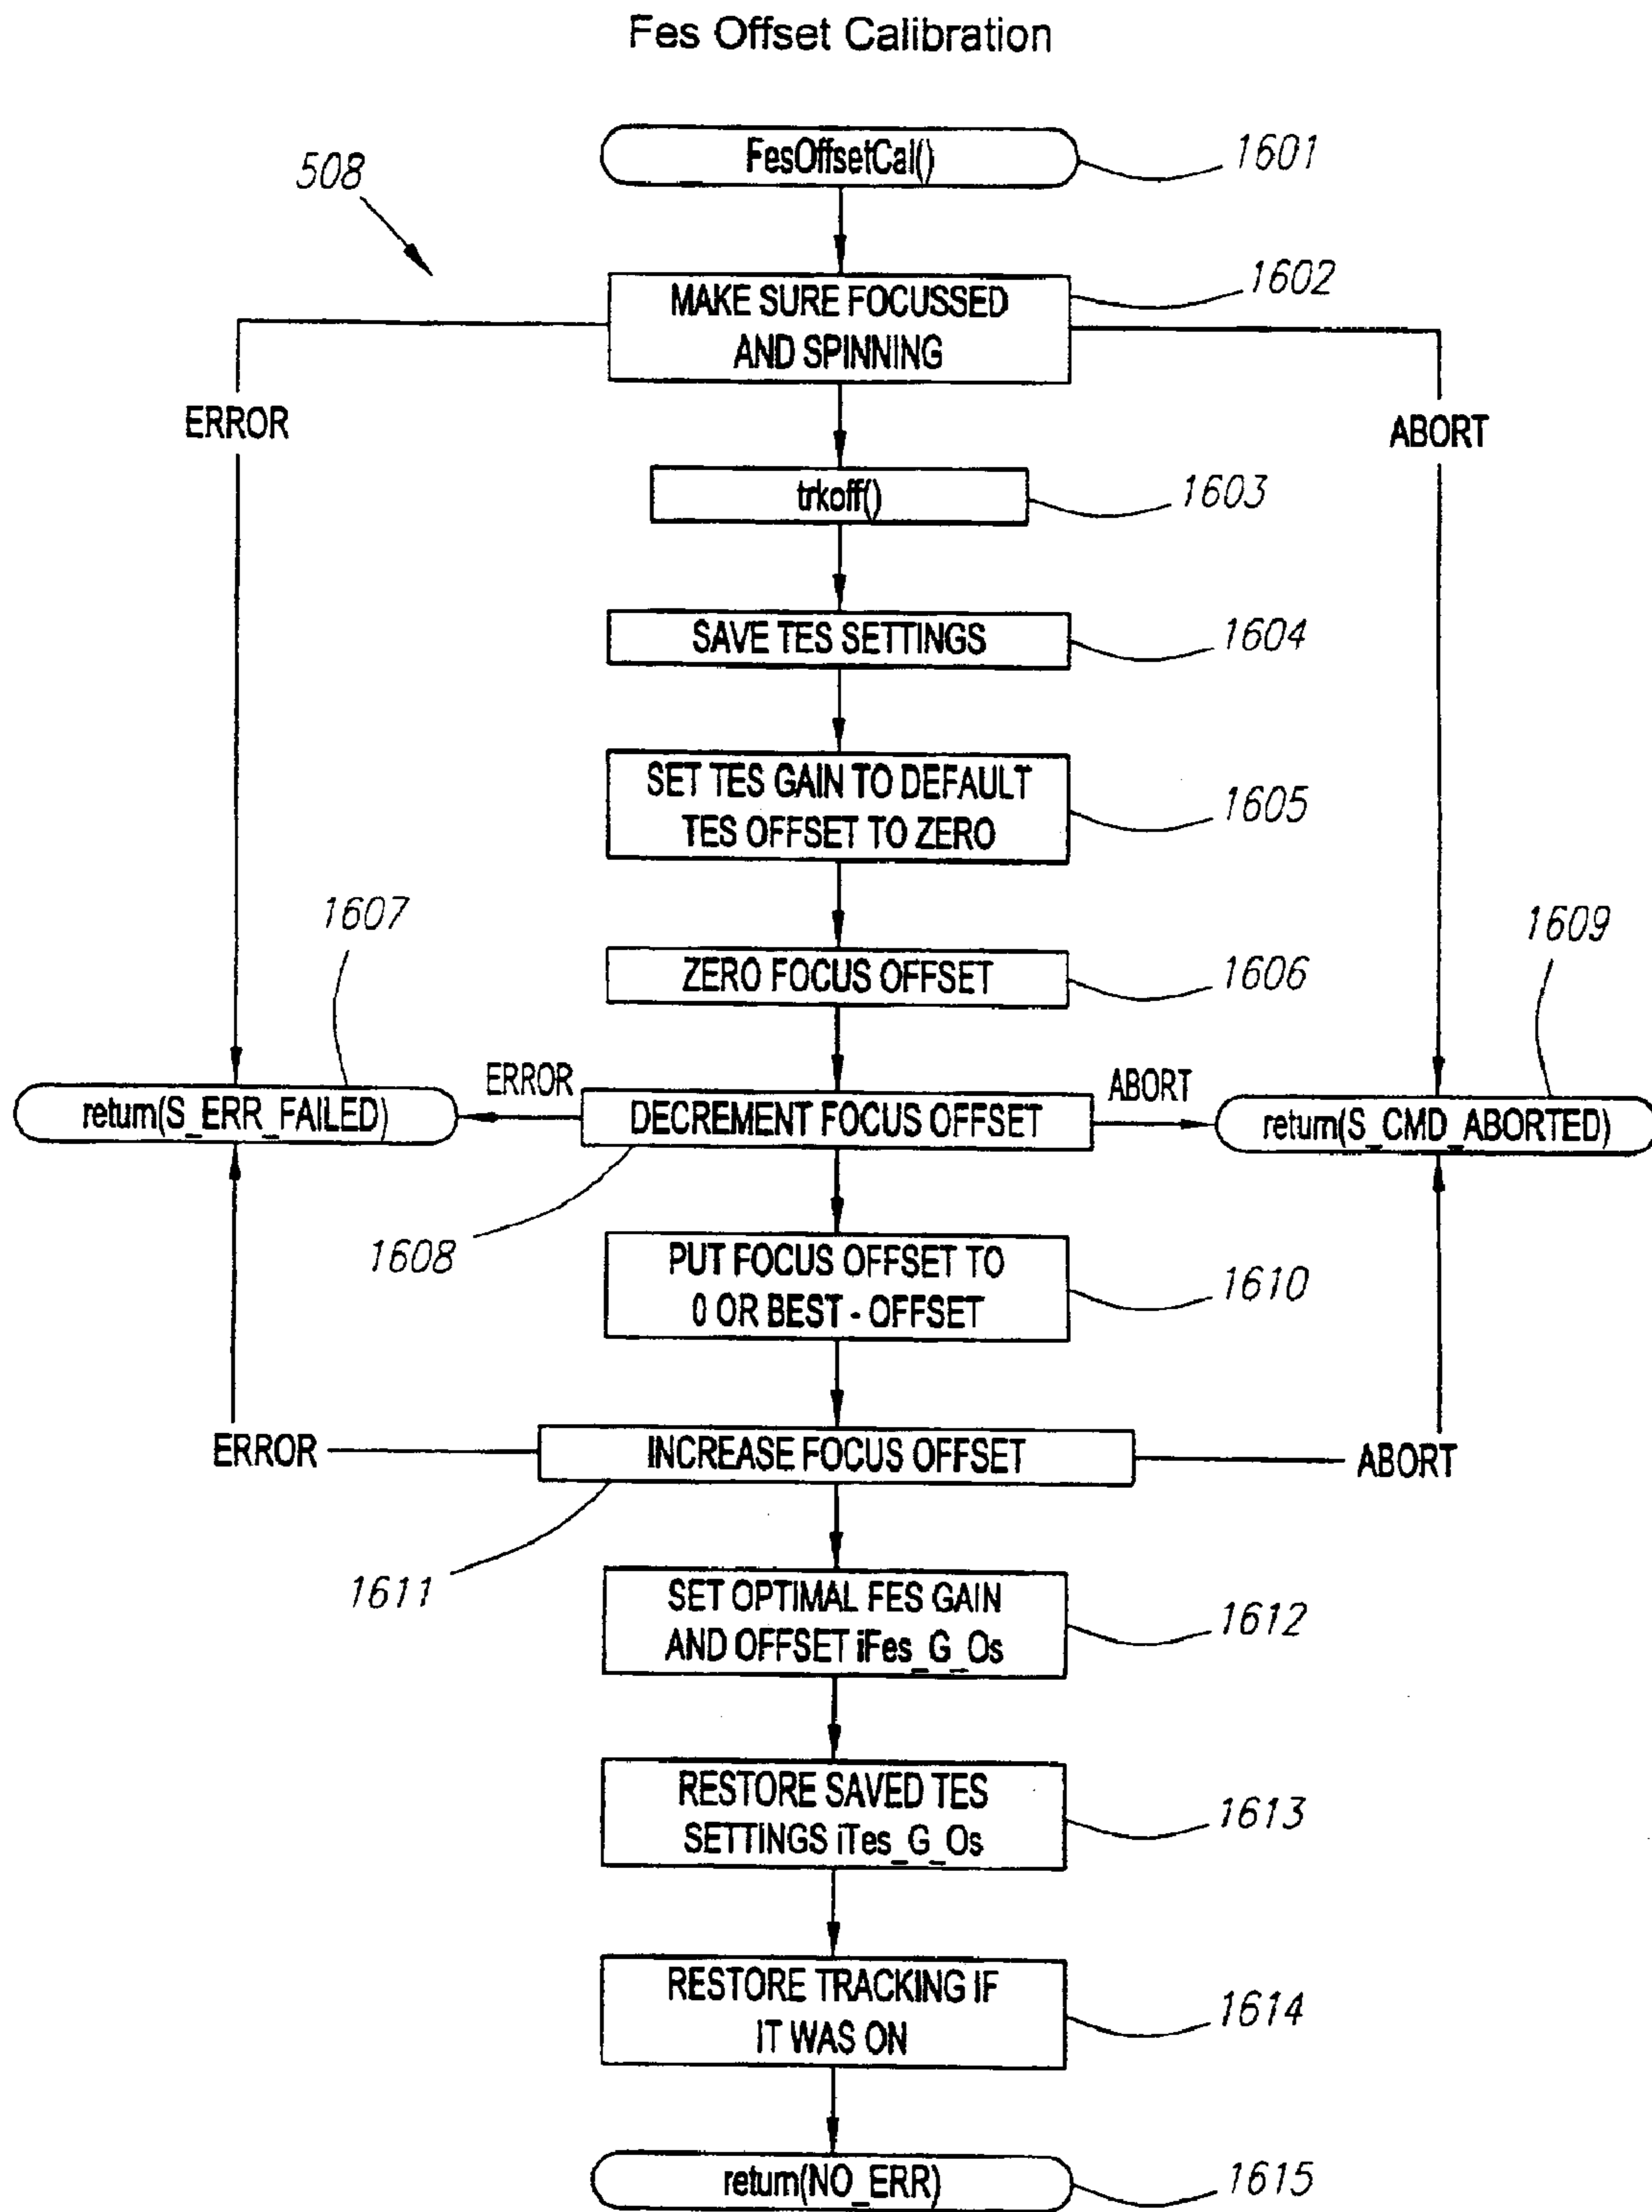 Fes Offset Calibration
FesOffsetCal()
1601
508
MAKE SURE FOCUSSED
AND SPINNING
1602
ERROR
ABORT
trkoff()
1603
SAVE TES SETTINGS
1604
SET TES GAIN TO DEFAULT
TES OFFSET TO ZERO
1605
1607
ZERO FOCUS OFFSET
1606
1609
return(S_ERR_FAILED)
ERROR
DECREMENT FOCUS OFFSET
ABORT
return(S_CMD_ABORTED)
1608
PUT FOCUS OFFSET TO
0 OR BEST - OFFSET
1610
ERROR
INCREASE FOCUS OFFSET
ABORT
1611
SET OPTIMAL FES GAIN
AND OFFSET iFes_G_Os
1612
RESTORE SAVED TES
SETTINGS iTes_G_Os
1613
RESTORE TRACKING IF
IT WAS ON
1614
return(NO_ERR)
1615